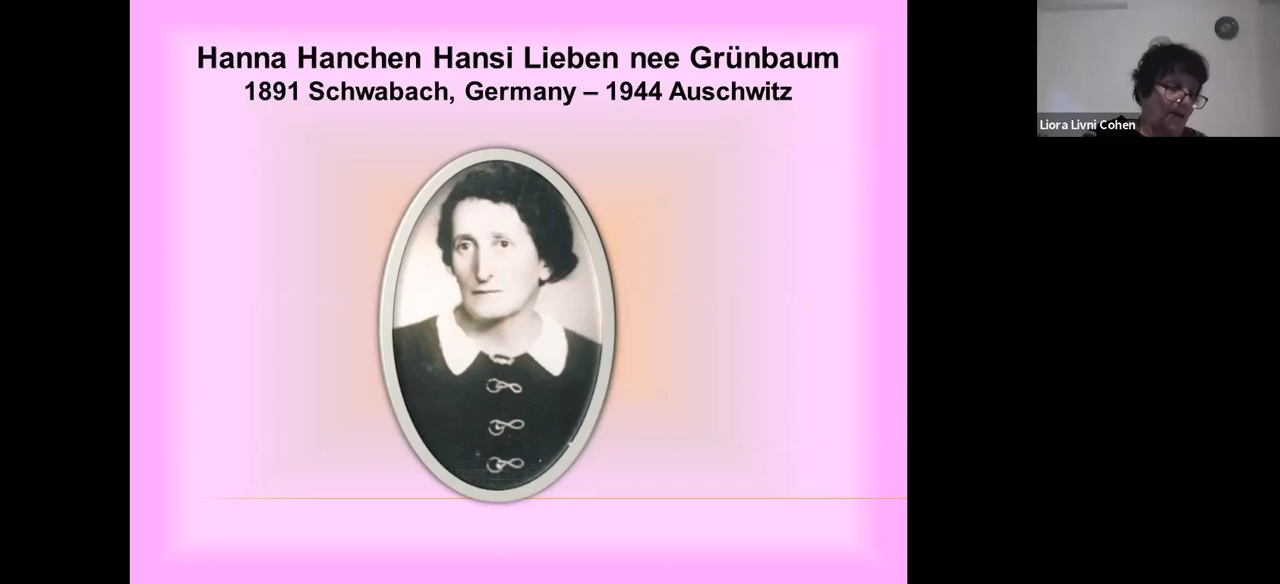 Hanna Hanchen Hansi Lieben nee Grünbaum
1891 Schwabach, Germany – 1944 Auschwitz
Liora Livni Cohen